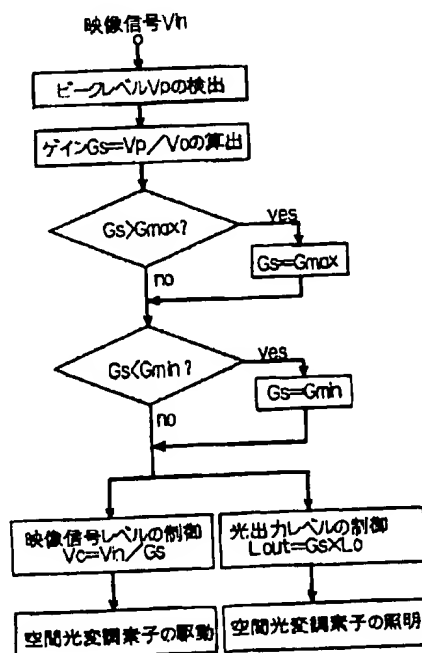 映像信号Vin
ピークレベルVpの検出
ゲインGs=Vp/Voの算出
Gs>Gmax?
yes
Gs=Gmax
no
Gs<Gmin?
yes
Gs=Gmin
no
映像信号レベルの制御
Vc=Vin/Gs
光出力レベルの制御
Lout=Gs×Lo
空間光変調素子の駆動
空間光変調素子の照明